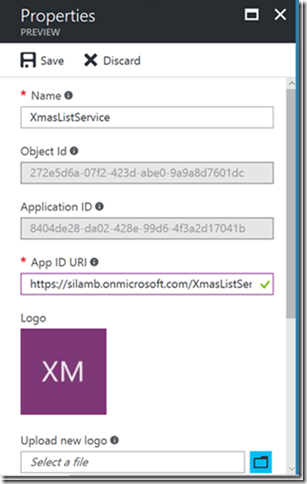 Properties
PREVIEW
Save Discard
* Name
XmasListService
Object Id
272e5d6a-07f2-423d-abe0-9a9a8d7601dc
Application ID
8404de28-da02-428e-99d6-4f3a2d17041b
* App ID URI
https://silamb.onmicrosoft.com/XmasListSer
Logo
XM
Upload new logo
Select a file